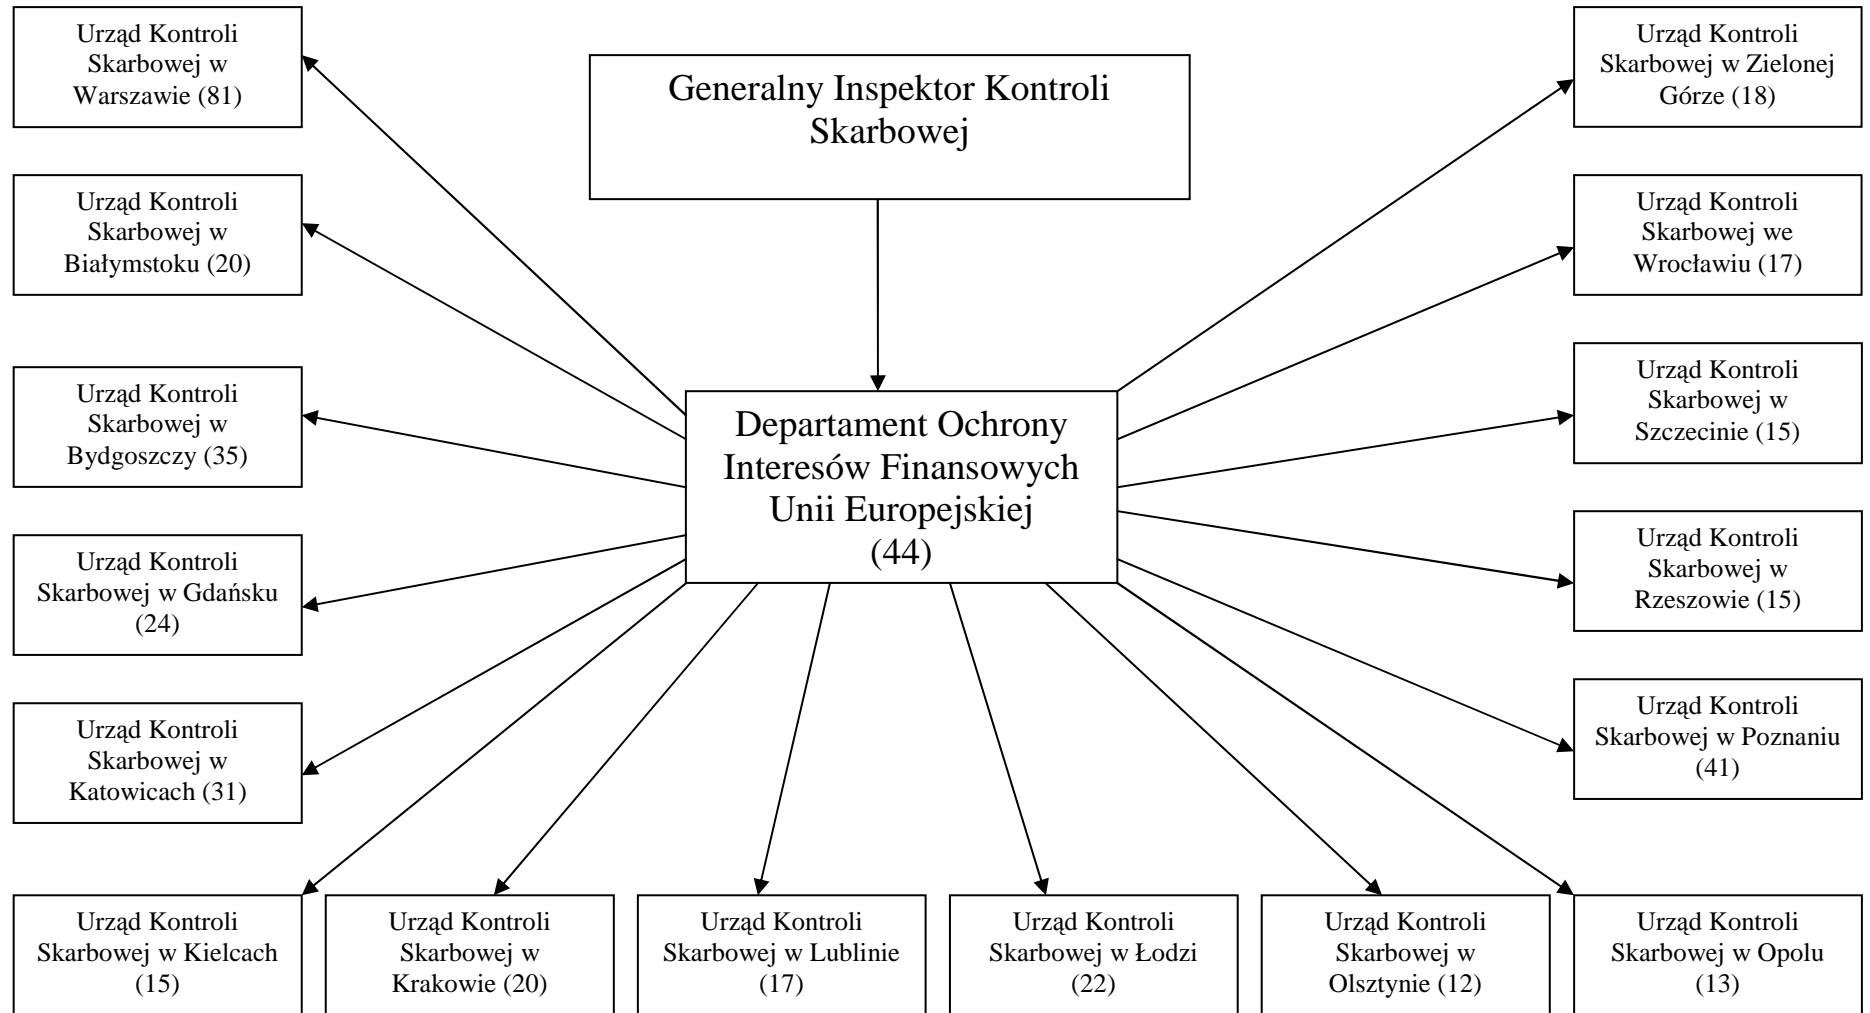 Urząd Kontroli
Skarbowej w
Warszawie (81)
Generalny Inspektor Kontroli
Skarbowej
Urząd Kontroli
Skarbowej w Zielonej
Górze (18)
Urząd Kontroli
Skarbowej w
Białymstoku (20)
Urząd Kontroli
Skarbowej we
Wrocławiu (17)
Urząd Kontroli
Skarbowej w
Bydgoszczy (35)
Departament Ochrony
Interesów Finansowych
Unii Europejskiej
(44)
Urząd Kontroli
Skarbowej w
Szczecinie (15)
Urząd Kontroli
Skarbowej w Gdańsku
(24)
Urząd Kontroli
Skarbowej w
Rzeszowie (15)
Urząd Kontroli
Skarbowej w
Katowicach (31)
Urząd Kontroli
Skarbowej w Poznaniu
(41)
Urząd Kontroli
Skarbowej w Kielcach
(15)
Urząd Kontroli
Skarbowej w
Krakowie (20)
Urząd Kontroli
Skarbowej w Lublinie
(17)
Urząd Kontroli
Skarbowej w Łodzi
(22)
Urząd Kontroli
Skarbowej w
Olsztynie (12)
Urząd Kontroli
Skarbowej w Opolu
(13)